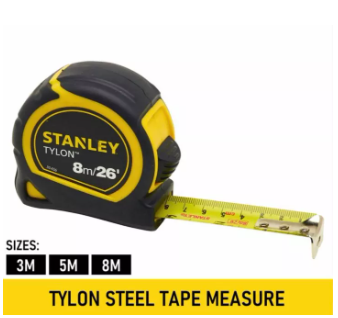 STANLEY
TYLON™
8m/26'
SIZES:
3M 5M 8M
TYLON STEEL TAPE MEASURE